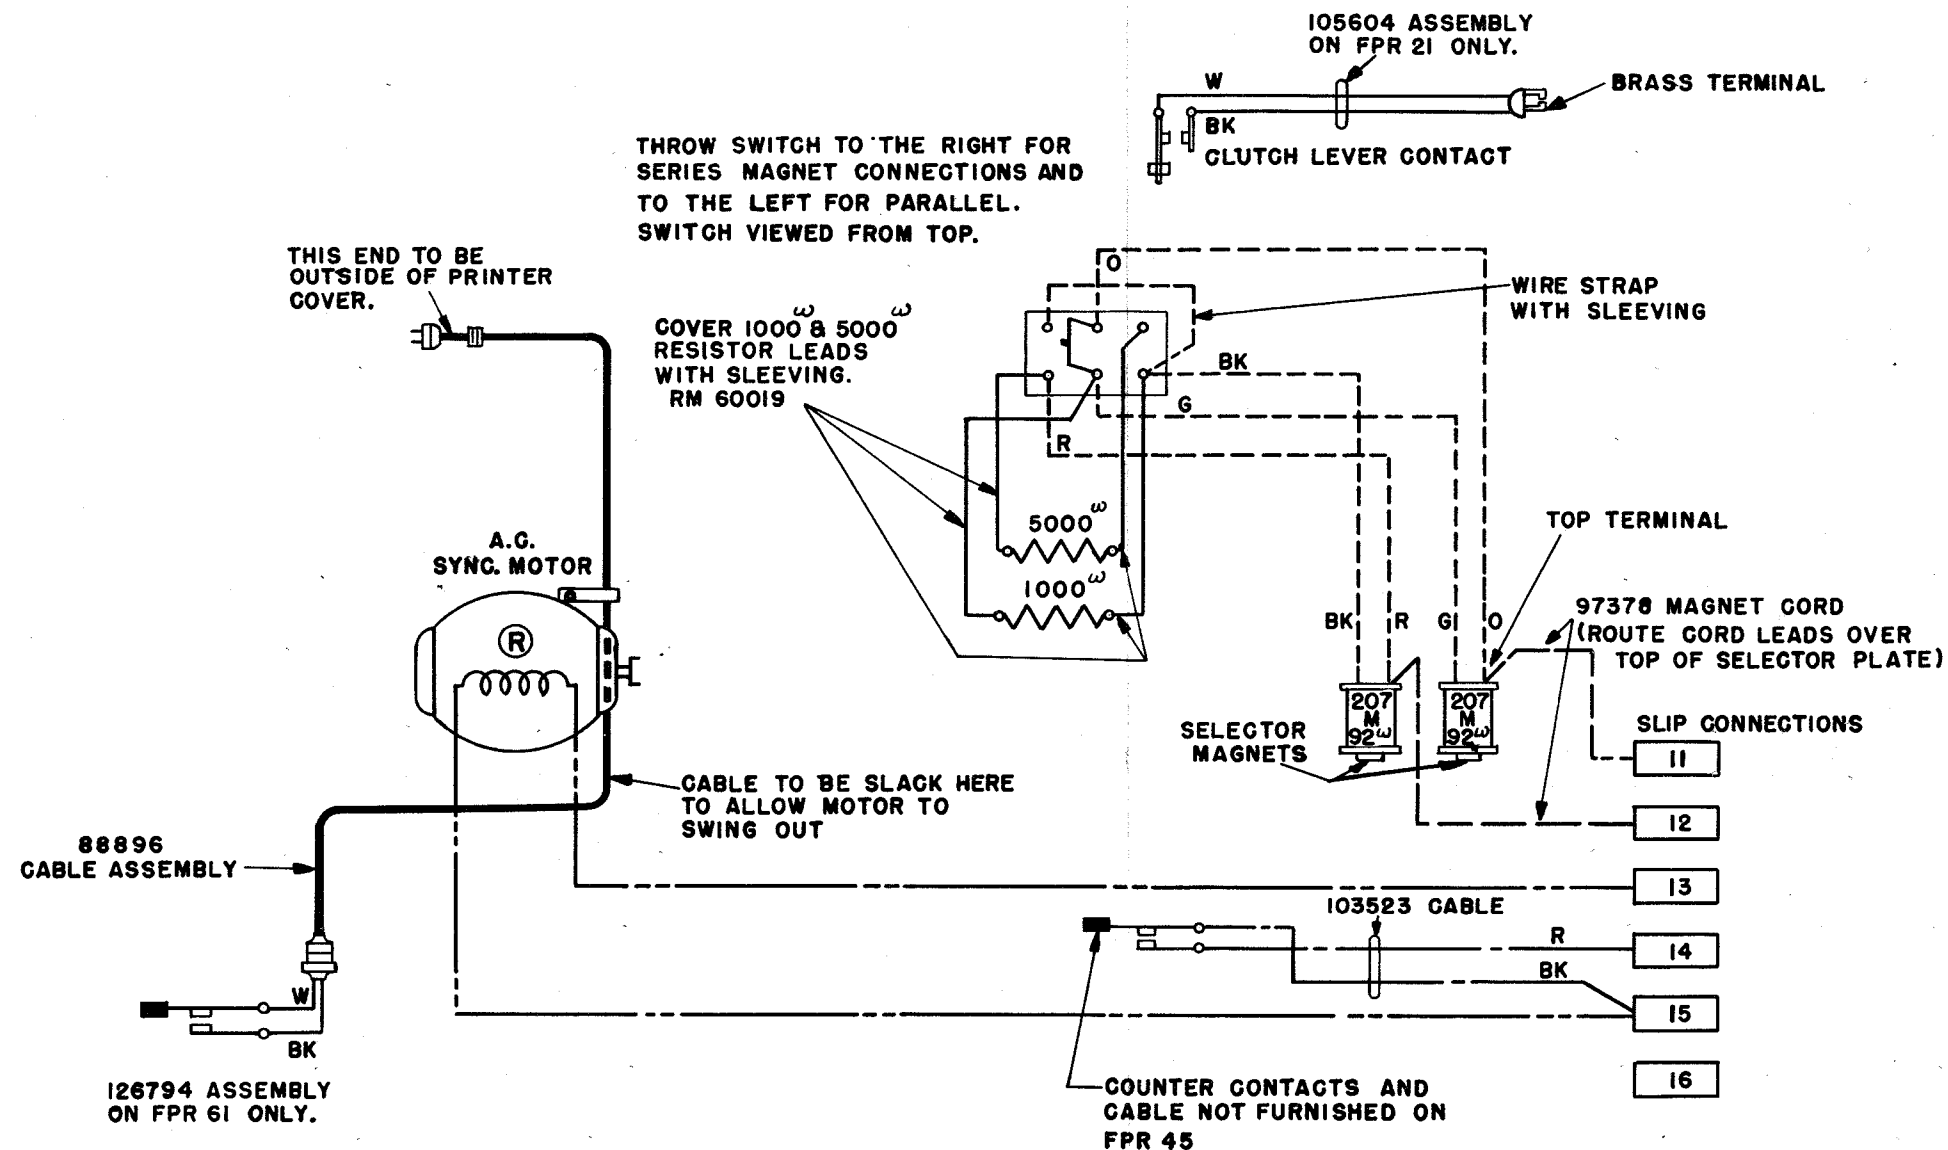 105604 ASSEMBLY
ON FPR 21 ONLY.
W
BRASS TERMINAL
BK
CLUTCH LEVER CONTACT
THROW SWITCH TO THE RIGHT FOR
SERIES MAGNET CONNECTIONS AND
TO THE LEFT FOR PARALLEL.
SWITCH VIEWED FROM TOP.
THIS END TO BE
OUTSIDE OF PRINTER
COVER.
O
WIRE STRAP
WITH SLEEVING
COVER 1000ω & 5000ω
RESISTOR LEADS
WITH SLEEVING.
RM 60019
BK
G
R
5000ω
1000ω
TOP TERMINAL
A.C.
SYNC. MOTOR
R
BK
R
G
O
97378 MAGNET CORD
(ROUTE CORD LEADS OVER
TOP OF SELECTOR PLATE)
207
M
92ω
207
M
92ω
SELECTOR
MAGNETS
SLIP CONNECTIONS
11
CABLE TO BE SLACK HERE
TO ALLOW MOTOR TO
SWING OUT
12
88896
CABLE ASSEMBLY
13
103523 CABLE
R
14
BK
15
W
BK
16
126794 ASSEMBLY
ON FPR 61 ONLY.
COUNTER CONTACTS AND
CABLE NOT FURNISHED ON
FPR 45